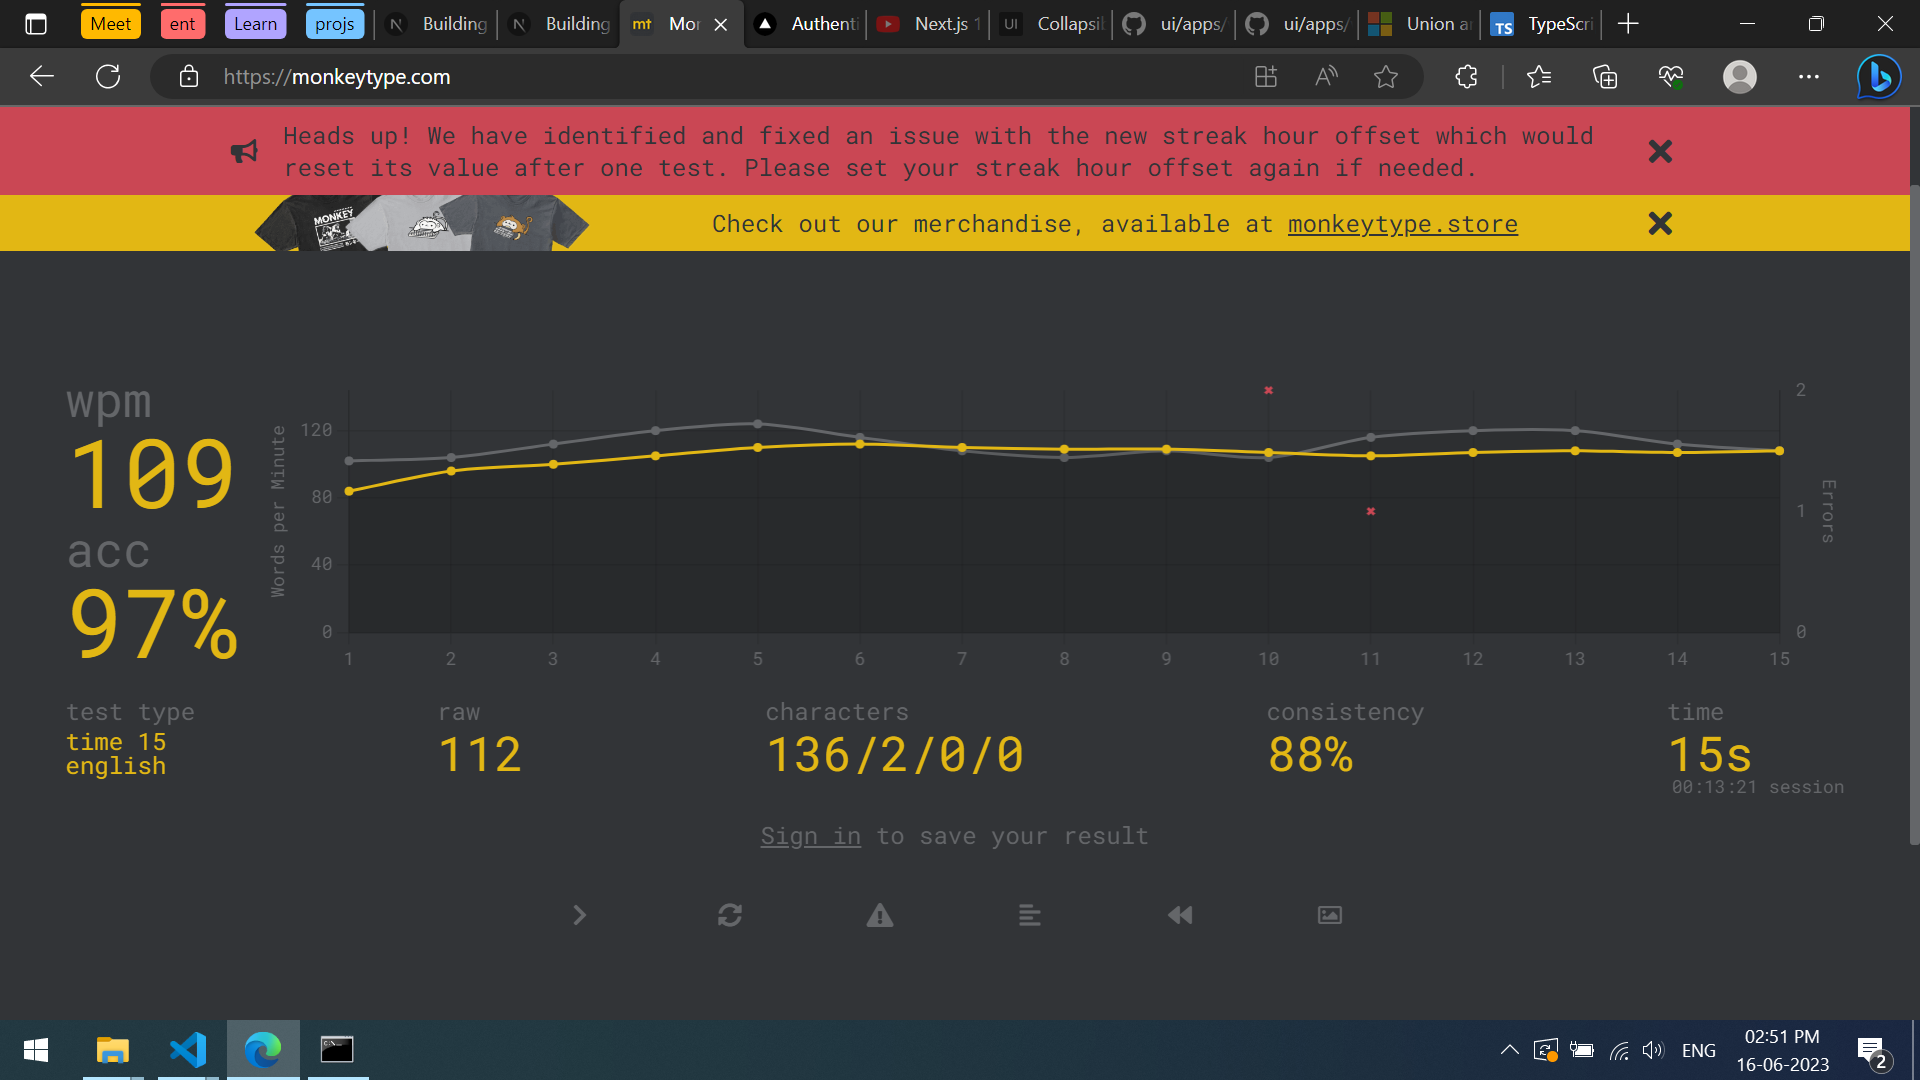 Meet
ent
Learn
projs
Building
Building
mt
Mon
Authenti
Next.js 1
UI
Collapsib
ui/apps/
ui/apps/
Union a
TS
TypeScri
https://monkeytype.com
Heads up! We have identified and fixed an issue with the new streak hour offset which would
reset its value after one test. Please set your streak hour offset again if needed.
MONKEY
Check out our merchandise, available at monkeytype.store
wpm
109
acc
97%
Words per Minute
120
80
40
0
1 2 3 4 5 6 7 8 9 10 11 12 13 14 15
2
1
0
Errors
test type
time 15
english
raw
112
characters
136/2/0/0
consistency
88%
time
15s
00:13:21 session
Sign in to save your result
ENG
02:51 PM
16-06-2023
2